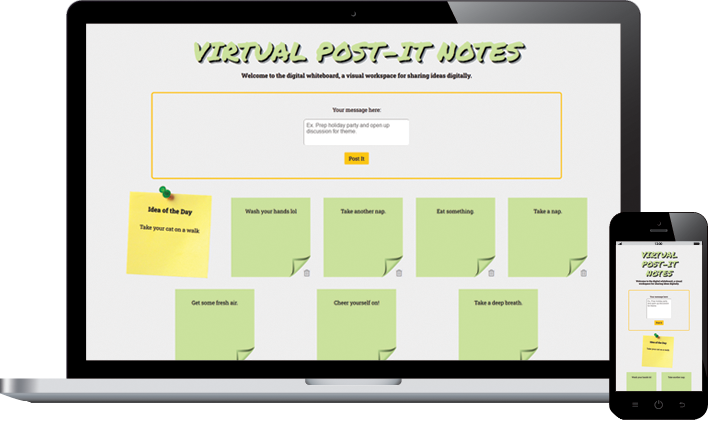 VIRTUAL POST-IT NOTES
Welcome to the digital whiteboard, a visual workspace for sharing ideas digitally.
Your message here:
Ex. Prep holiday party and open up
discussion for theme.
Post it
Idea of the Day
Take your cat on a walk
Wash your hands lol
Take another nap.
Eat something.
Take a nap.
Get some fresh air.
Cheer yourself on!
Take a deep breath.
12:00
VIRTUAL
POST-IT
NOTES
Welcome to the digital whiteboard, a visual
workspace for sharing ideas digitally.
Your message here:
Idea of the Day
Take your cat on a walk
Wash your hands lol
Take another nap.